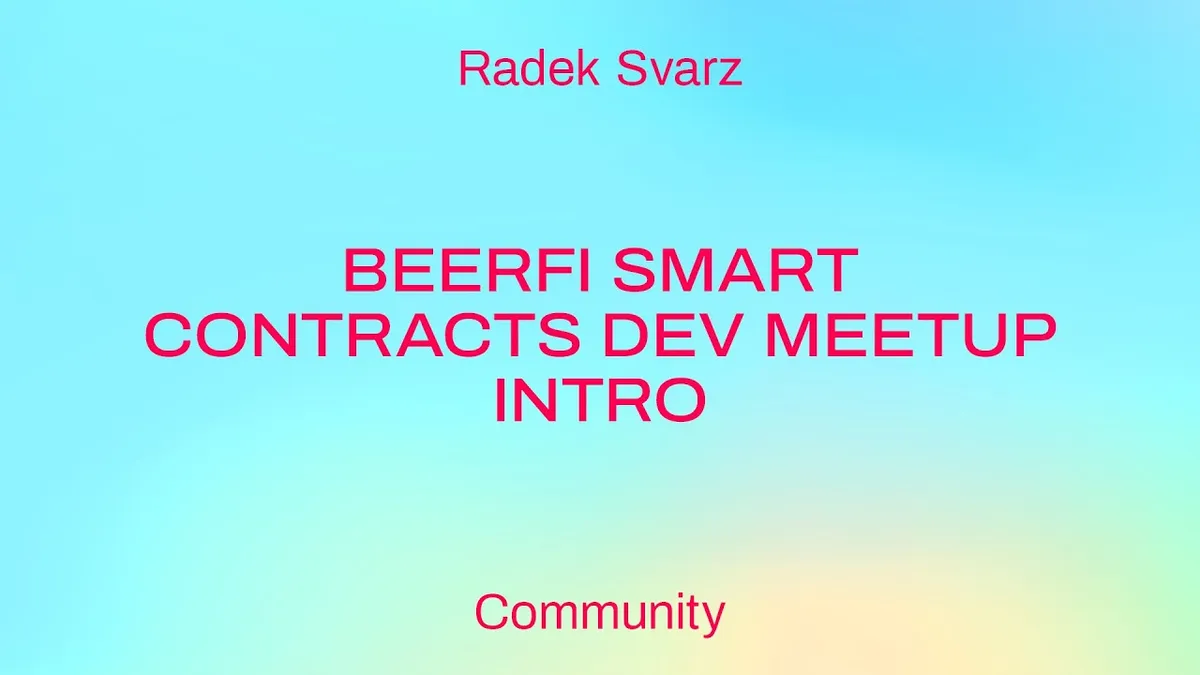 Radek Svarz
BEERFI SMART
CONTRACTS DEV MEETUP
INTRO
Community